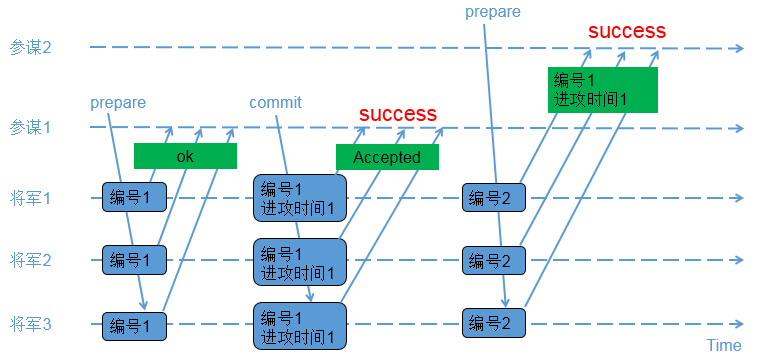 prepare
success
参谋2
编号1
进攻时间1
prepare
commit
success
参谋1
ok
Accepted
将军1
编号1
编号1
进攻时间1
编号2
将军2
编号1
编号1
进攻时间1
编号2
将军3
编号1
编号1
进攻时间1
编号2
Time